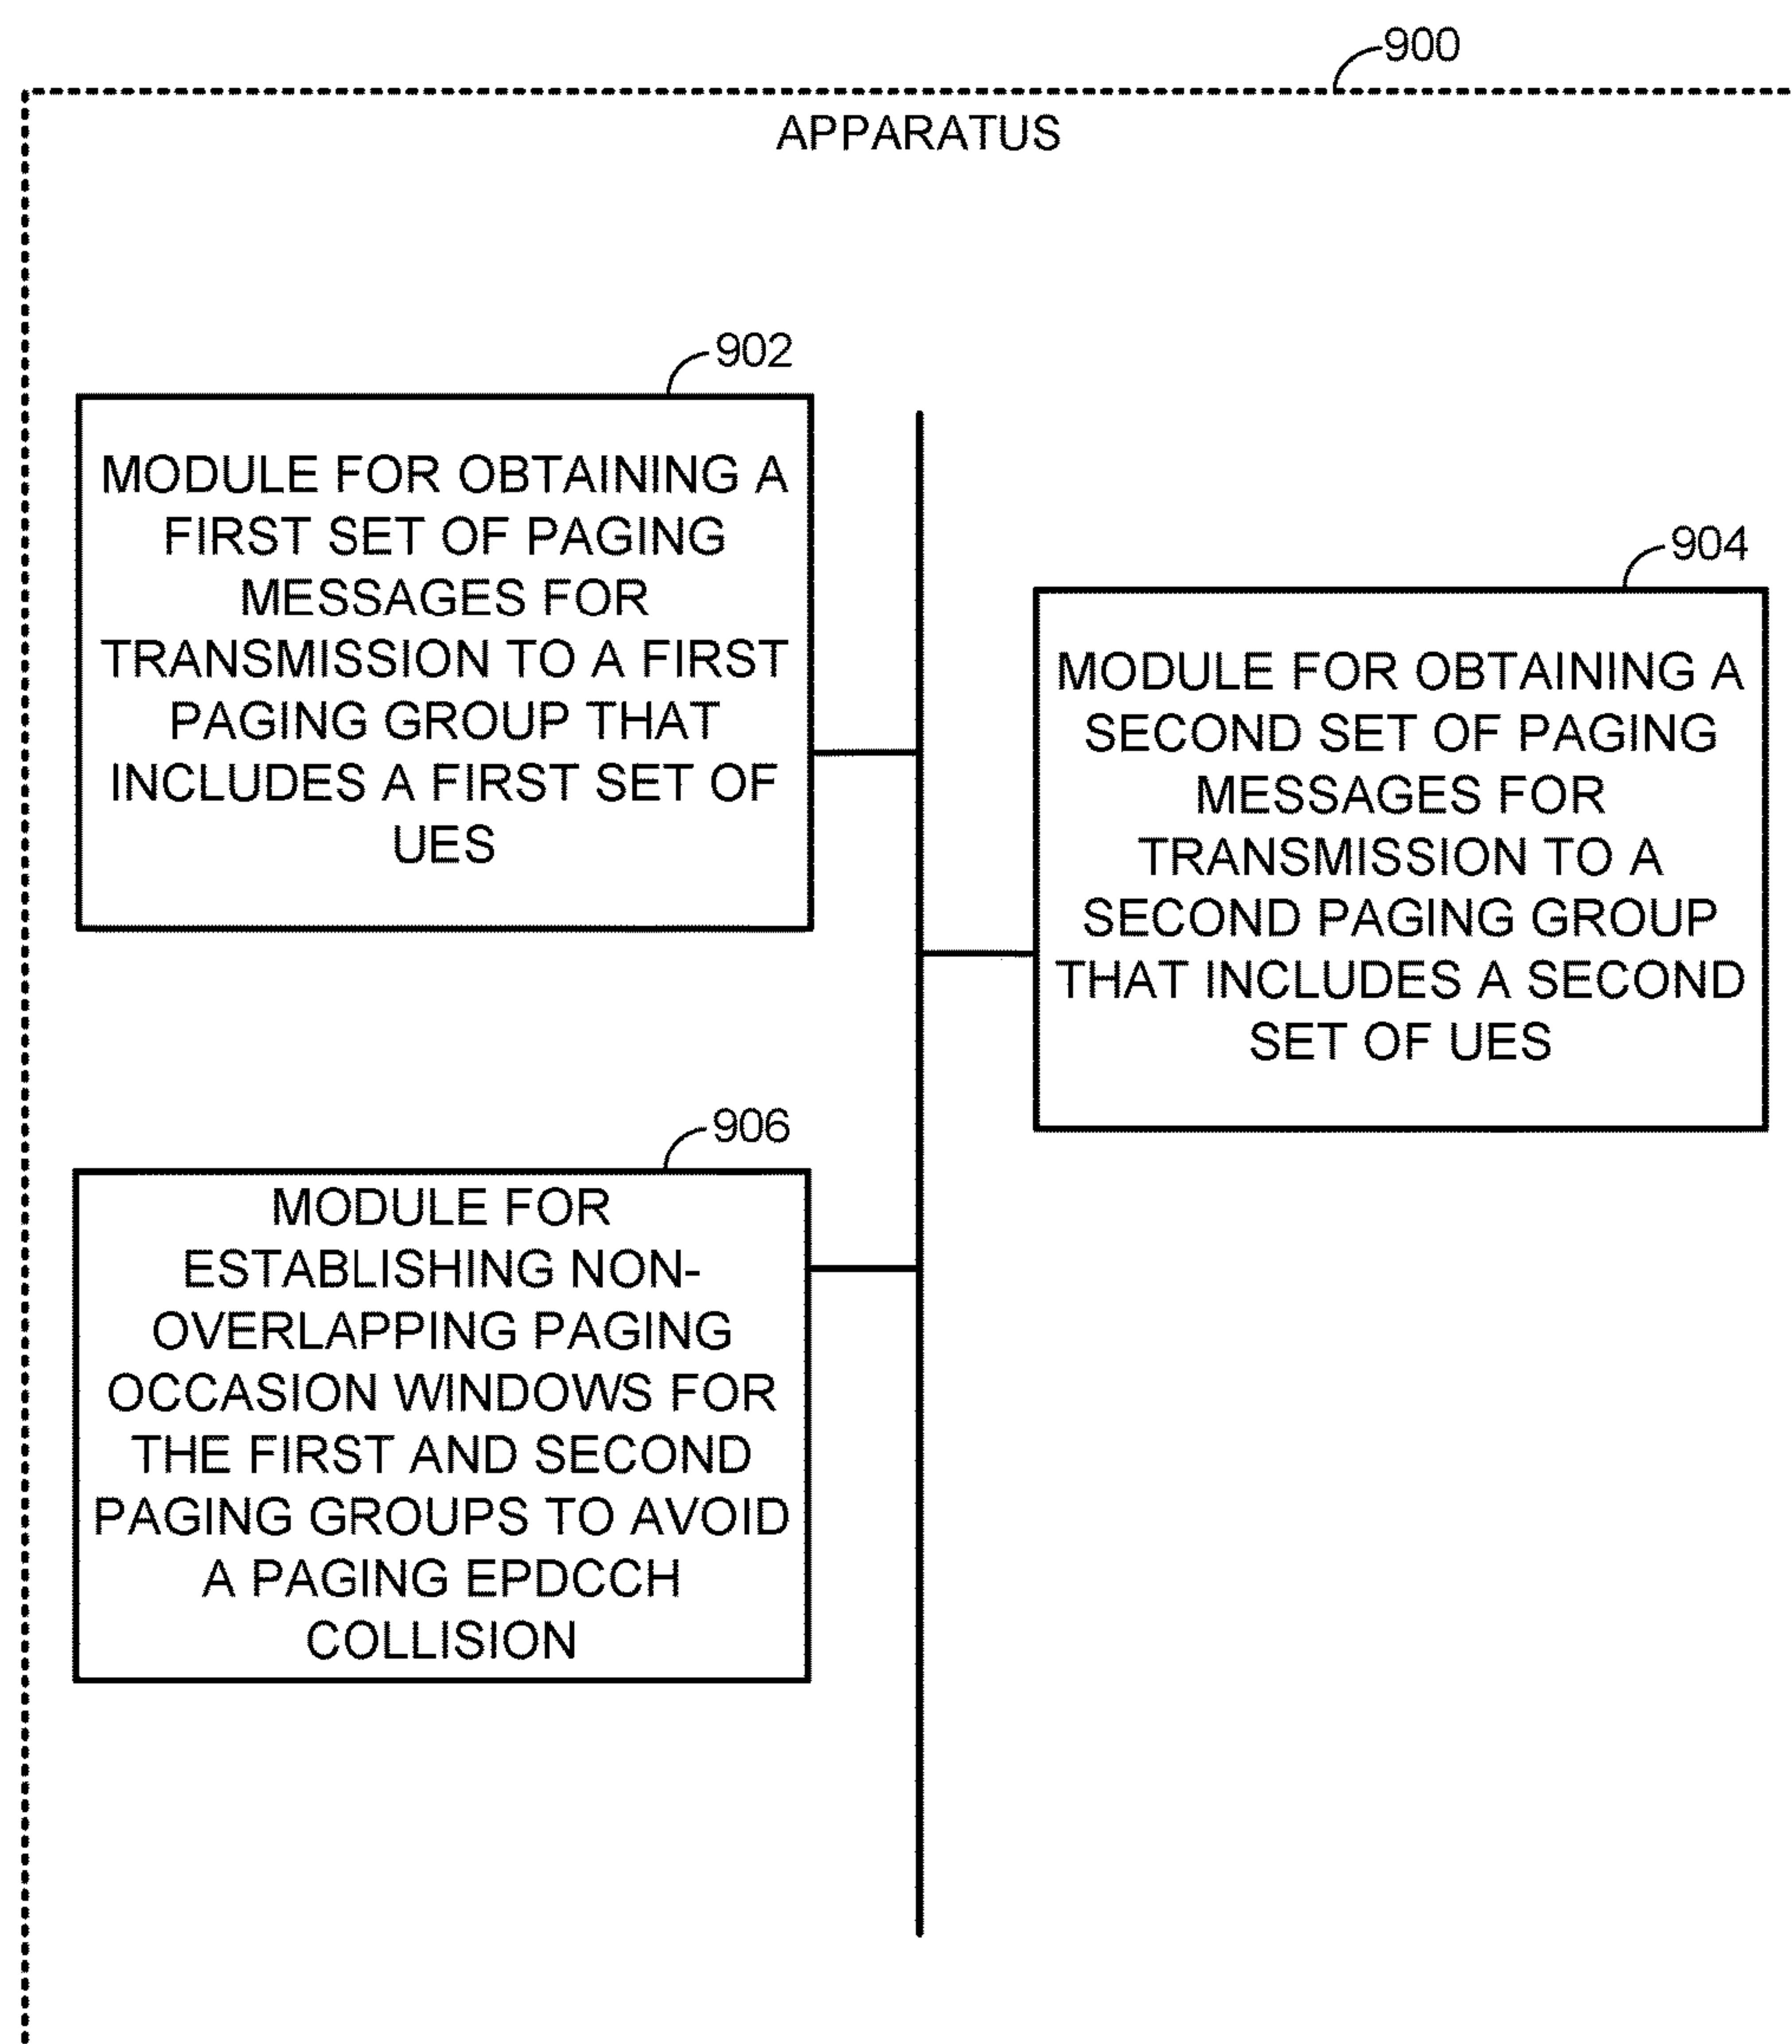 900
APPARATUS
902
MODULE FOR OBTAINING A
FIRST SET OF PAGING
MESSAGES FOR
TRANSMISSION TO A FIRST
PAGING GROUP THAT
INCLUDES A FIRST SET OF
UES
904
MODULE FOR OBTAINING A
SECOND SET OF PAGING
MESSAGES FOR
TRANSMISSION TO A
SECOND PAGING GROUP
THAT INCLUDES A SECOND
SET OF UES
906
MODULE FOR
ESTABLISHING NON-
OVERLAPPING PAGING
OCCASION WINDOWS FOR
THE FIRST AND SECOND
PAGING GROUPS TO AVOID
A PAGING EPDCCH
COLLISION